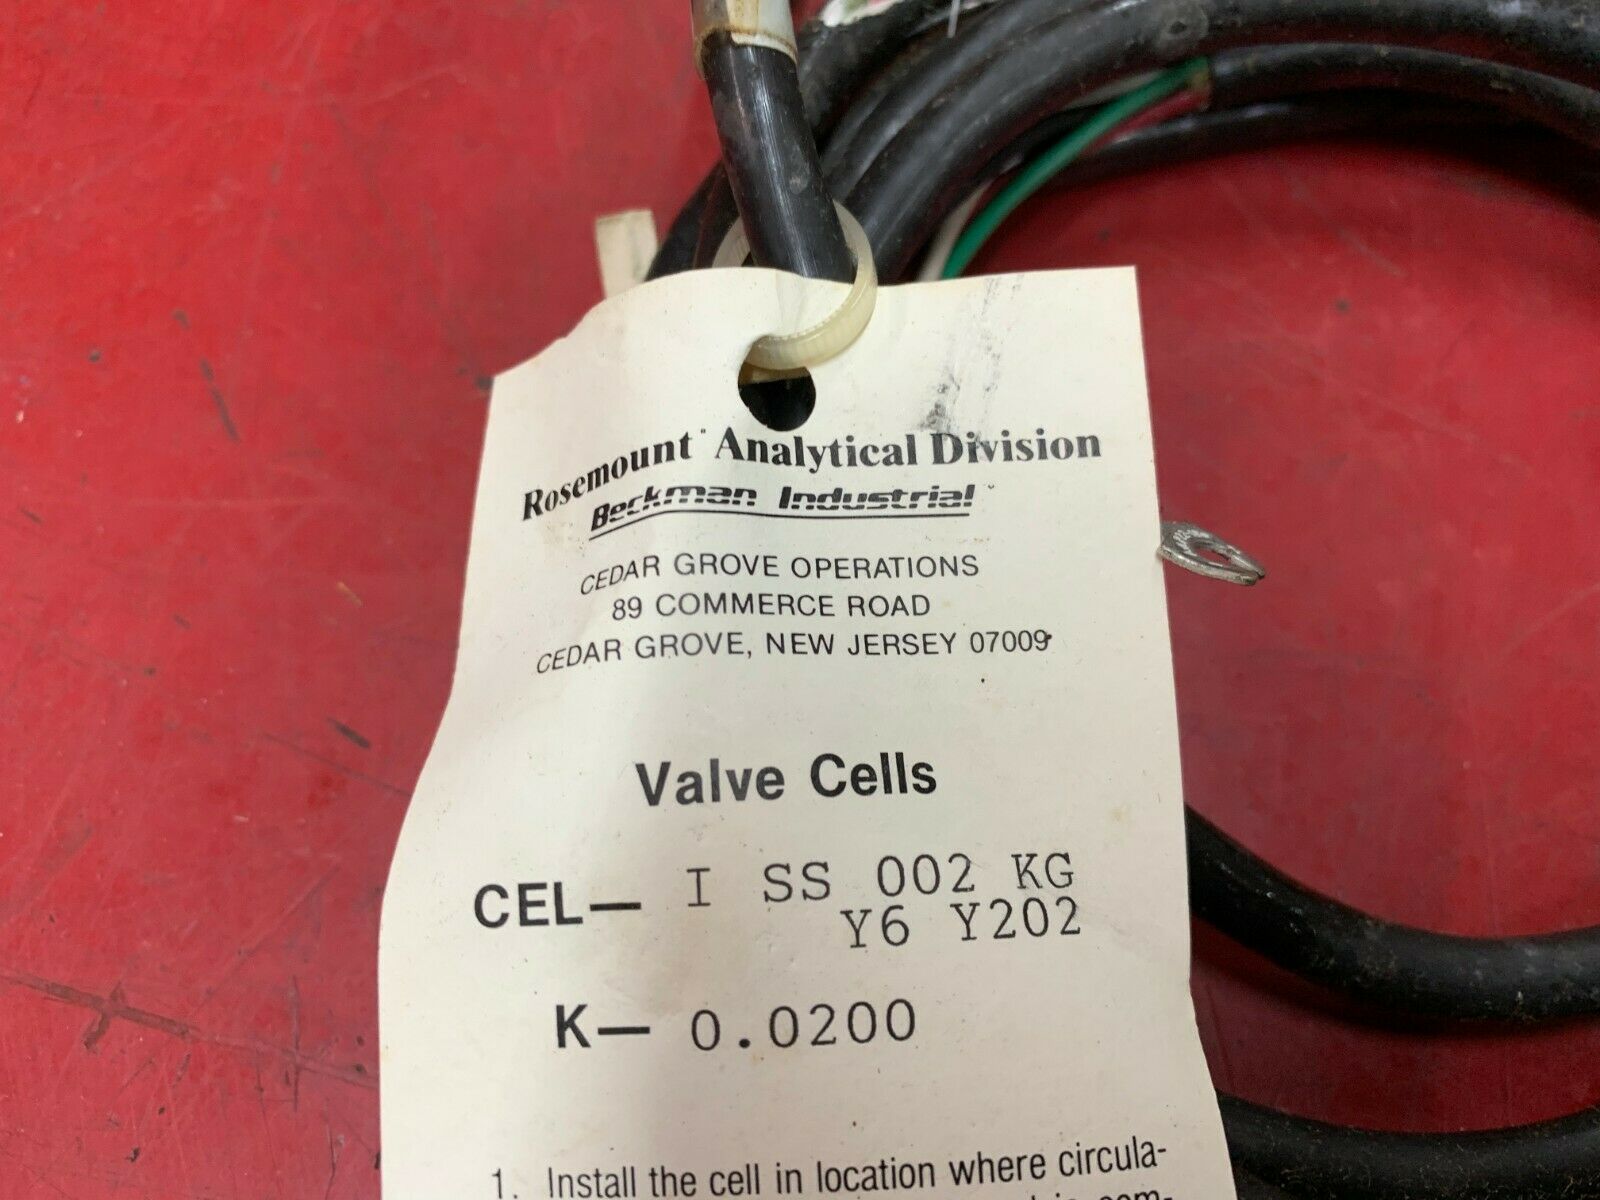 Rosemount Analytical Division
Beckman Industrial
CEDAR GROVE OPERATIONS
89 COMMERCE ROAD
CEDAR GROVE, NEW JERSEY 07009
Valve Cells
CEL— I SS 002 KG
Y6 Y202
K— 0.0200
1. Install the cell in location where circula-